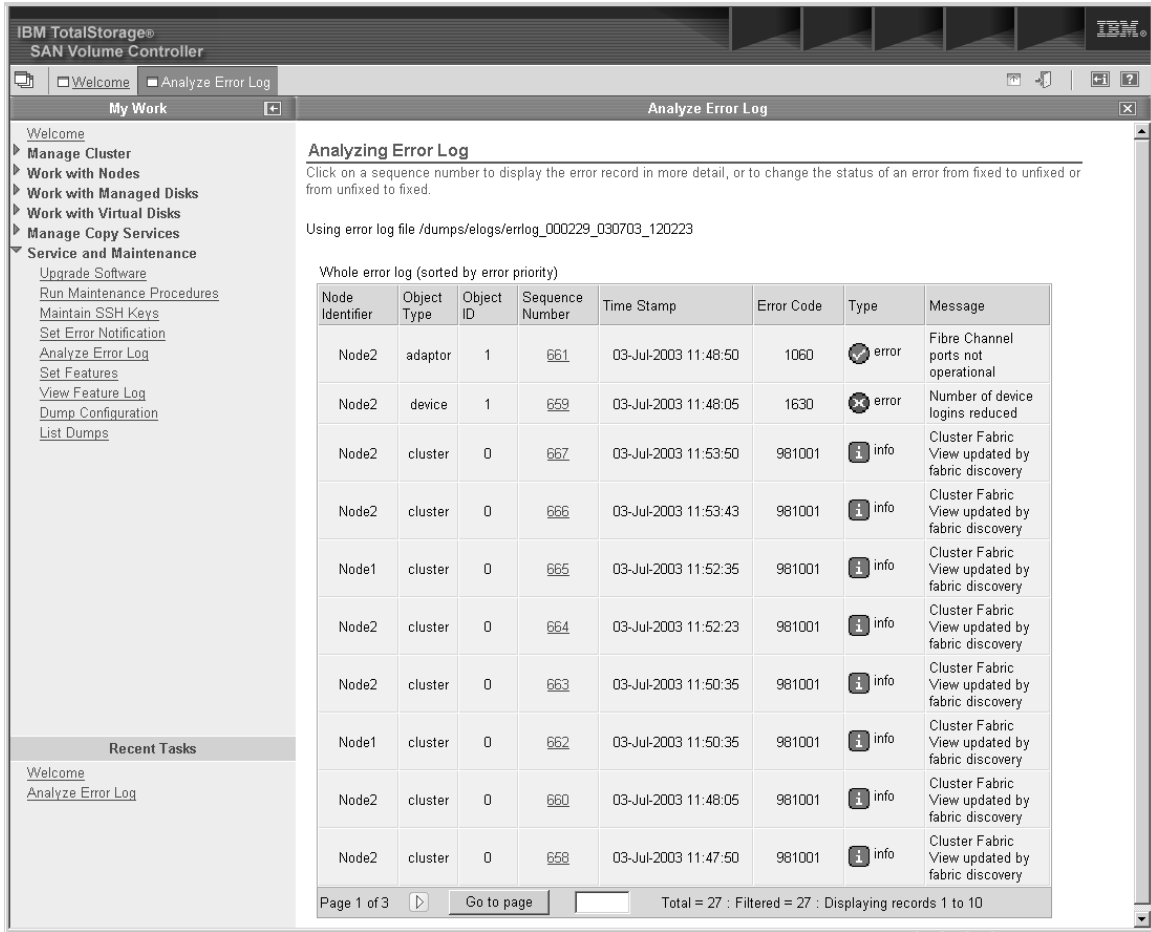 IBM TotalStorage®
SAN Volume Controller
IBM®
Welcome
Analyze Error Log
My Work
Analyze Error Log
Welcome
Manage Cluster
Work with Nodes
Work with Managed Disks
Work with Virtual Disks
Manage Copy Services
Service and Maintenance
Upgrade Software
Run Maintenance Procedures
Maintain SSH Keys
Set Error Notification
Analyze Error Log
Set Features
View Feature Log
Dump Configuration
List Dumps
Recent Tasks
Welcome
Analyze Error Log
Analyzing Error Log
Click on a sequence number to display the error record in more detail, or to change the status of an error from fixed to unfixed or
from unfixed to fixed.
Using error log file /dumps/elogs/errlog_000229_030703_120223
Whole error log (sorted by error priority)
Node Identifier Object Type Object ID Sequence Number Time Stamp Error Code Type Message
Node2 adaptor 1 661 03-Jul-2003 11:48:50 1060 error Fibre Channel ports not operational
Node2 device 1 659 03-Jul-2003 11:48:05 1630 error Number of device logins reduced
Node2 cluster 0 667 03-Jul-2003 11:53:50 981001 info Cluster Fabric View updated by fabric discovery
Node2 cluster 0 666 03-Jul-2003 11:53:43 981001 info Cluster Fabric View updated by fabric discovery
Node1 cluster 0 665 03-Jul-2003 11:52:35 981001 info Cluster Fabric View updated by fabric discovery
Node2 cluster 0 664 03-Jul-2003 11:52:23 981001 info Cluster Fabric View updated by fabric discovery
Node2 cluster 0 663 03-Jul-2003 11:50:35 981001 info Cluster Fabric View updated by fabric discovery
Node1 cluster 0 662 03-Jul-2003 11:50:35 981001 info Cluster Fabric View updated by fabric discovery
Node2 cluster 0 660 03-Jul-2003 11:48:05 981001 info Cluster Fabric View updated by fabric discovery
Node2 cluster 0 658 03-Jul-2003 11:47:50 981001 info Cluster Fabric View updated by fabric discovery
Page 1 of 3 Go to page Total = 27 : Filtered = 27 : Displaying records 1 to 10